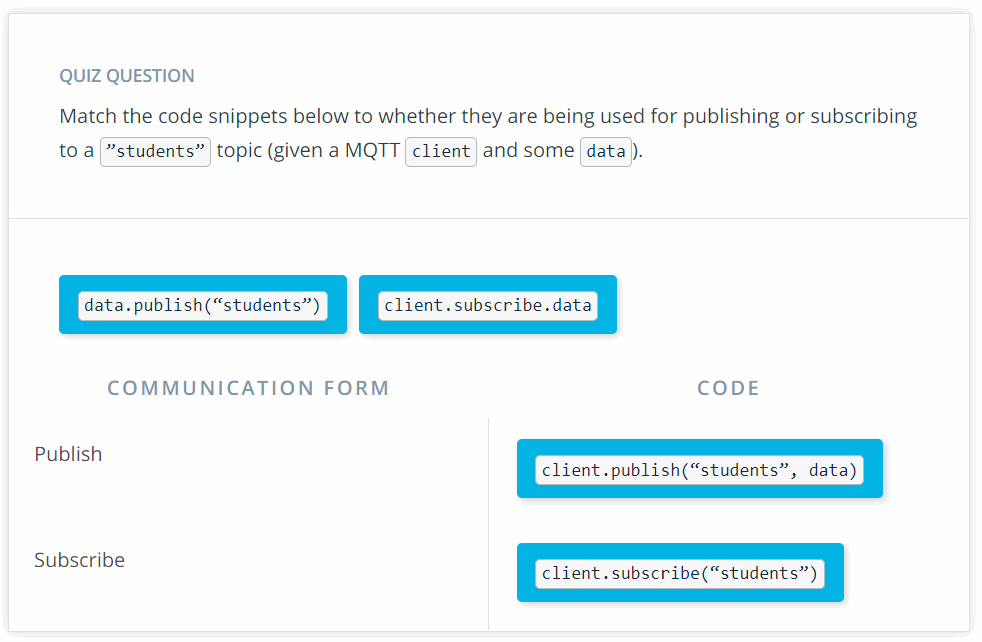 QUIZ QUESTION
Match the code snippets below to whether they are being used for publishing or subscribing
to a ”students” topic (given a MQTT client and some data).
data.publish(“students”) client.subscribe.data
COMMUNICATION FORM CODE
Publish
client.publish(“students”, data)
Subscribe
client.subscribe(“students”)